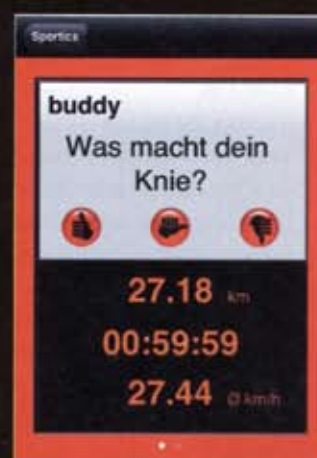 Sportics
buddy
Was macht dein
Knie?
27.18 km
00:59:59
27.44 Ø km/h